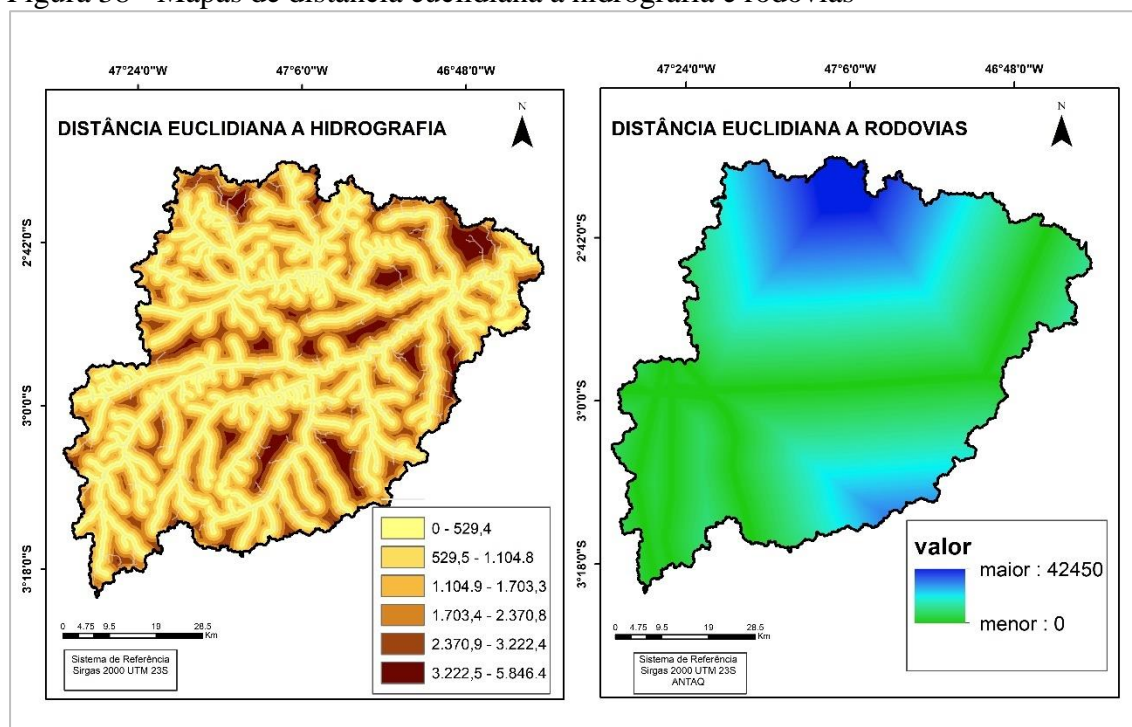 Figura 38 - Mapas de distância euclidiana a hidrografia e rodovias
47°24'0"W 47°6'0"W 46°48'0"W
DISTÂNCIA EUCLIDIANA A HIDROGRAFIA
N
2°42'0"S
3°0'0"S
3°18'0"S
0 - 529,4
529,5 - 1.104.8
1.104.9 - 1.703,3
1.703,4 - 2.370,8
2.370,9 - 3.222,4
3.222,5 - 5.846.4
0 4.75 9.5 19 28.5
Km
Sistema de Referência
Sirgas 2000 UTM 23S
47°24'0"W 47°6'0"W 46°48'0"W
DISTÂNCIA EUCLIDIANA A RODOVIAS
N
2°42'0"S
3°0'0"S
3°18'0"S
valor
maior : 42450
menor : 0
0 4.75 9.5 19 28.5
Km
Sistema de Referência
Sirgas 2000 UTM 23S
ANTAQ